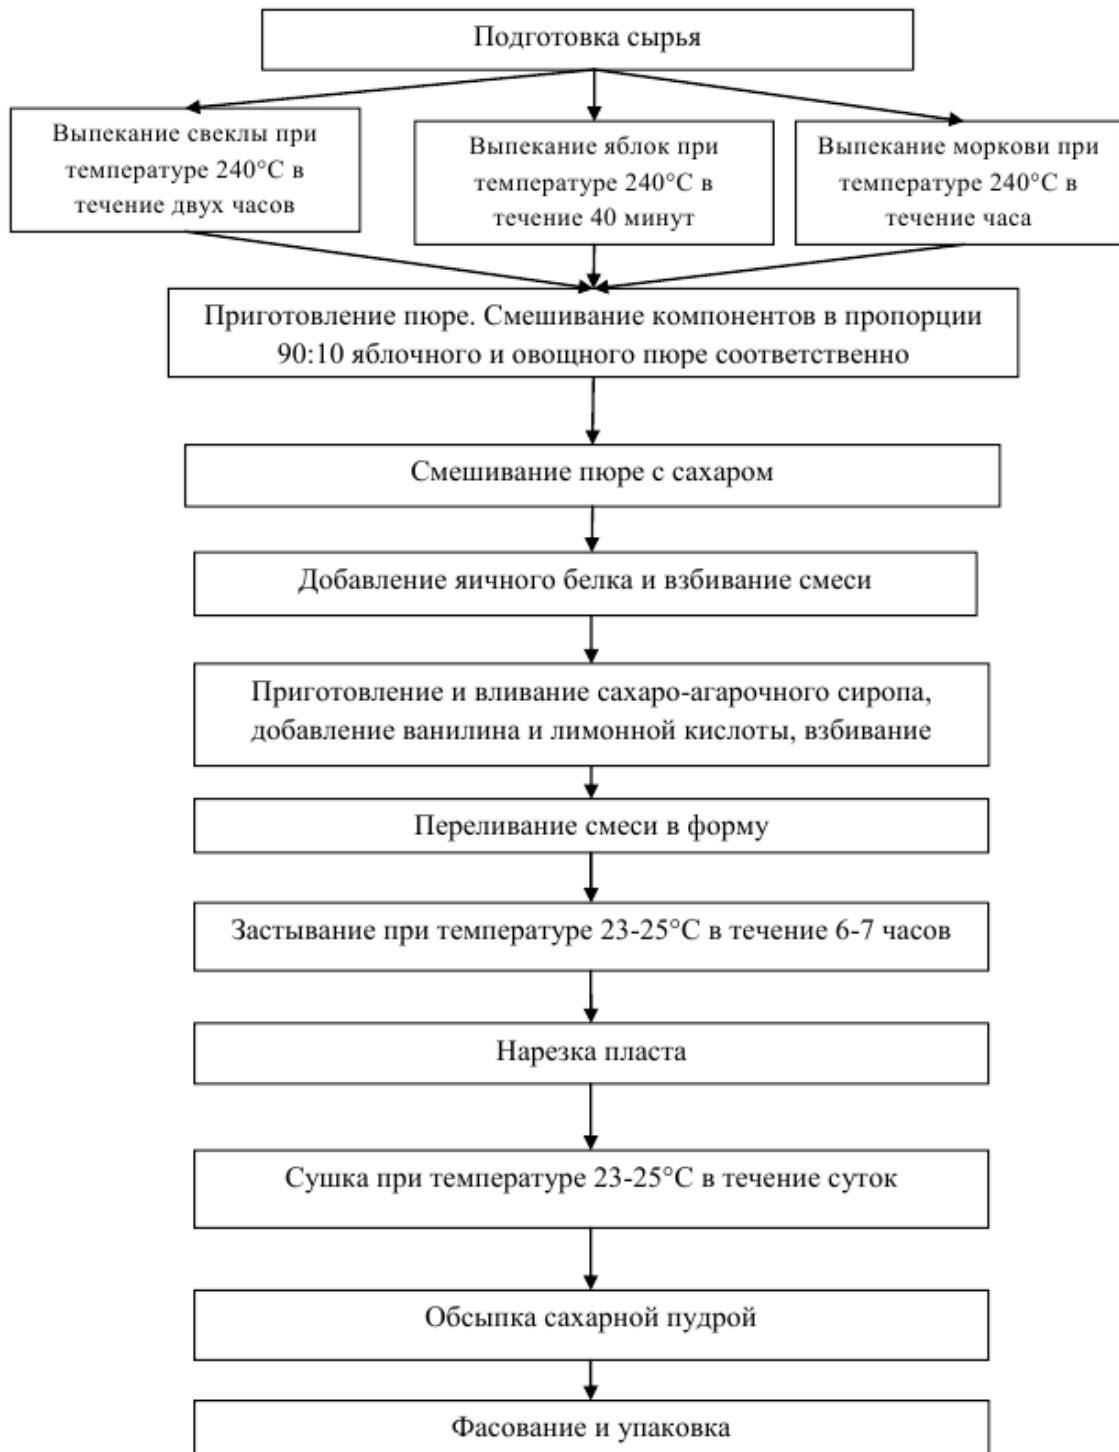 Подготовка сырья
Выпекание свеклы при
температуре 240°С в
течение двух часов
Выпекание яблок при
температуре 240°С в
течение 40 минут
Выпекание моркови при
температуре 240°С в
течение часа
Приготовление пюре. Смешивание компонентов в пропорции
90:10 яблочного и овощного пюре соответственно
Смешивание пюре с сахаром
Добавление яичного белка и взбивание смеси
Приготовление и вливание сахаро-агарочного сиропа,
добавление ванилина и лимонной кислоты, взбивание
Переливание смеси в форму
Застывание при температуре 23-25°С в течение 6-7 часов
Нарезка пласта
Сушка при температуре 23-25°С в течение суток
Обсыпка сахарной пудрой
Фасование и упаковка